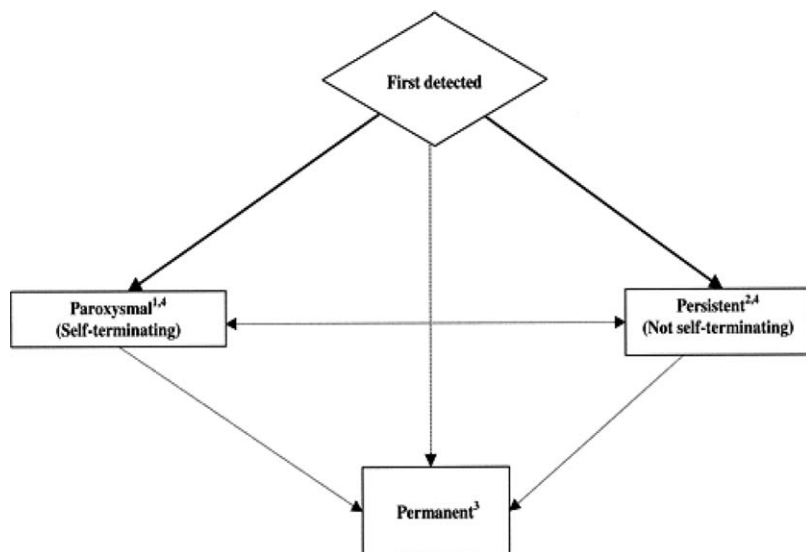 First detected
Paroxysmal¹,⁴
(Self-terminating)
Persistent²,⁴
(Not self-terminating)
Permanent³